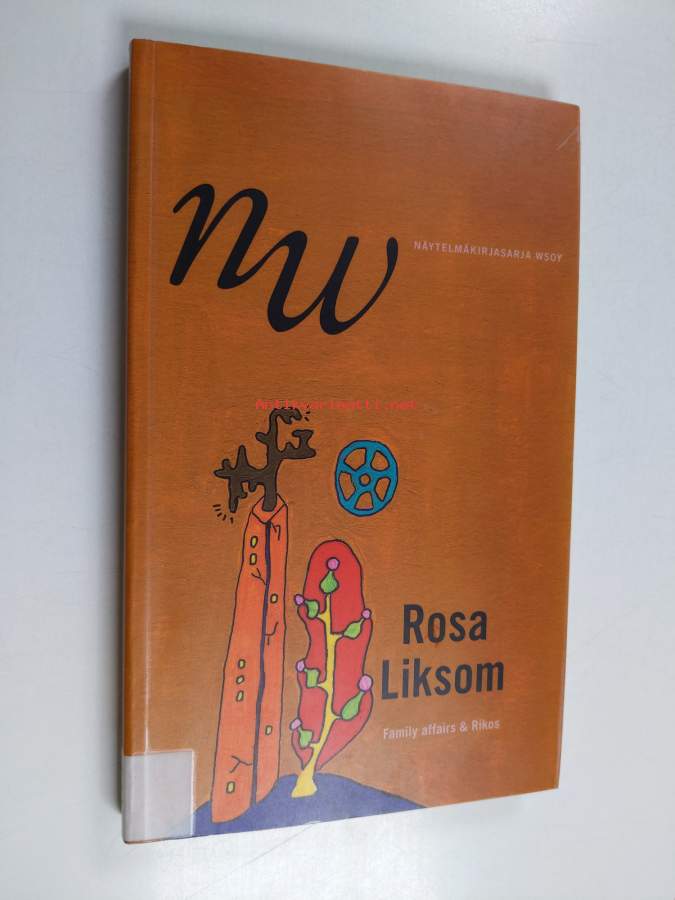 nw
NÄYTELMÄKIRJASARJA WSOY
Antikvariaatti.net
Rosa
Liksom
Family affairs & Rikos